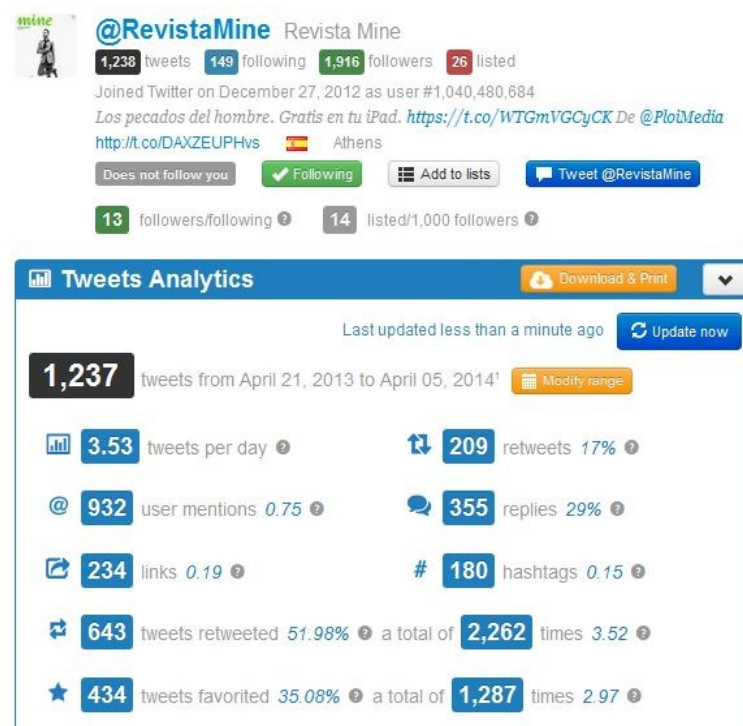 mine
@RevistaMine Revista Mine
1,238 tweets 149 following 1,916 followers 26 listed
Joined Twitter on December 27, 2012 as user #1,040,480,684
Los pecados del hombre. Gratis en tu iPad. https://t.co/WTGmVGCyCK De @PloiMedia
http://t.co/DAXZEUPHvs Athens
Does not follow you Following Add to lists Tweet @RevistaMine
13 followers/following ? 14 listed/1,000 followers ?
Tweets Analytics Download & Print
Last updated less than a minute ago Update now
1,237 tweets from April 21, 2013 to April 05, 2014¹ Modify range
3.53 tweets per day ? 209 retweets 17% ?
@ 932 user mentions 0.75 ? 355 replies 29% ?
234 links 0.19 ? # 180 hashtags 0.15 ?
643 tweets retweeted 51.98% ? a total of 2,262 times 3.52 ?
434 tweets favorited 35.08% ? a total of 1,287 times 2.97 ?